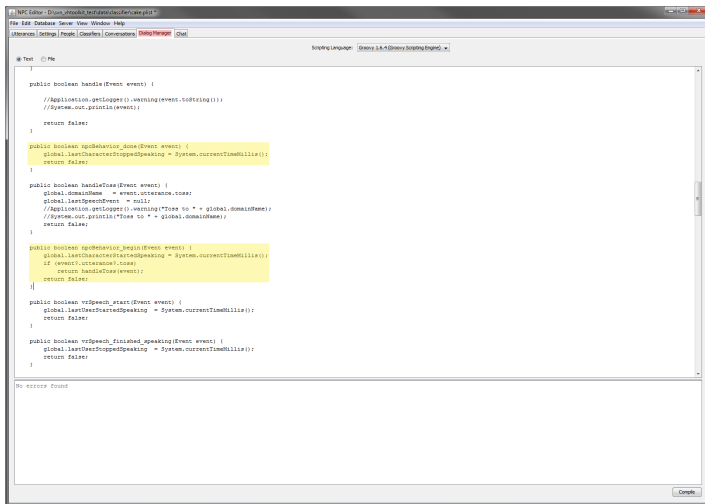 NPC Editor - D:\svn_vhtoolkit_test\data\classifier\cake.plist *
File Edit Database Server View Window Help
Utterances Settings People Classifiers Conversations Dialog Manager Chat
Scripting Language: Groovy 1.6.4 (Groovy Scripting Engine)
Text File
}
public boolean handle(Event event) {
//Application.getLogger().warning(event.toString());
//System.out.println(event);
return false;
}
public boolean npcBehavior_done(Event event) {
global.lastCharacterStoppedSpeaking = System.currentTimeMillis();
return false;
}
public boolean handleToss(Event event) {
global.domainName = event.utterance.toss;
global.lastSpeechEvent = null;
//Application.getLogger().warning("Toss to " + global.domainName);
//System.out.println("Toss to " + global.domainName);
return false;
}
public boolean npcBehavior_begin(Event event) {
global.lastCharacterStartedSpeaking = System.currentTimeMillis();
if (event?.utterance?.toss)
return handleToss(event);
return false;
}
public boolean vrSpeech_start(Event event) {
global.lastUserStartedSpeaking = System.currentTimeMillis();
return false;
}
public boolean vrSpeech_finished_speaking(Event event) {
global.lastUserStoppedSpeaking = System.currentTimeMillis();
return false;
}
No errors found
Compile